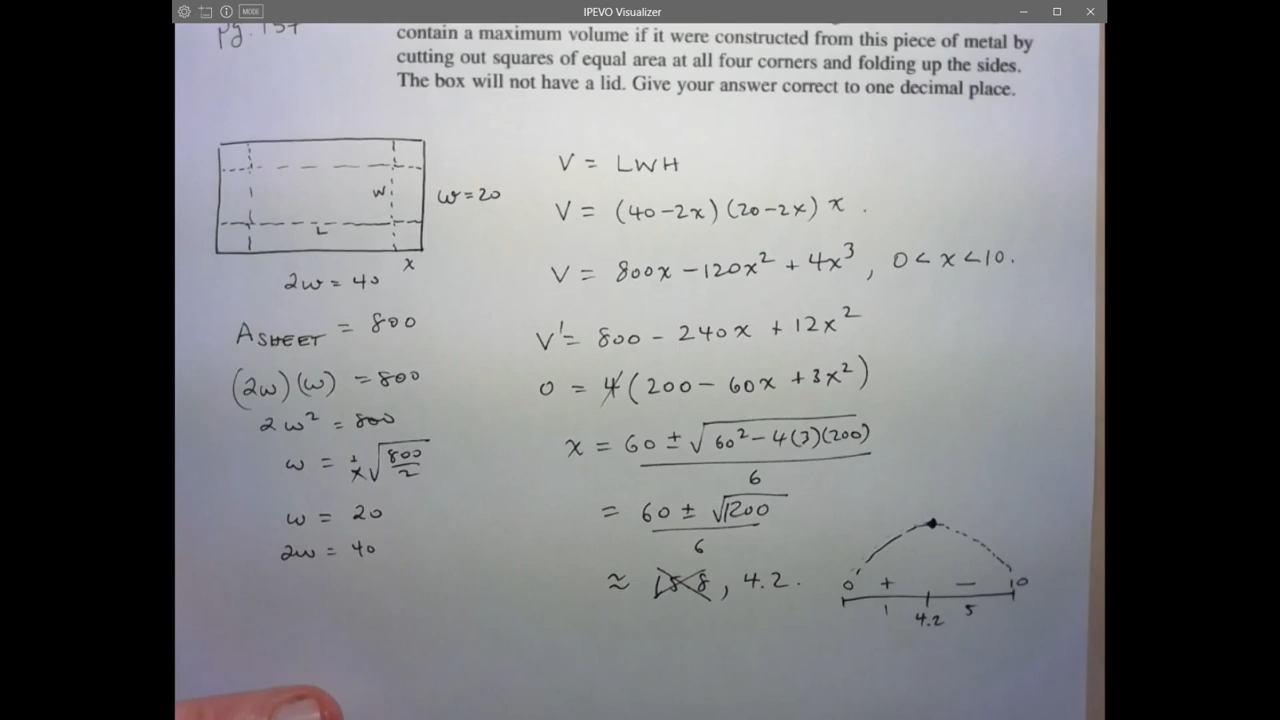 MODE
IPEVO Visualizer
pg. 157
contain a maximum volume if it were constructed from this piece of metal by
cutting out squares of equal area at all four corners and folding up the sides.
The box will not have a lid. Give your answer correct to one decimal place.
W
w = 20
L
x
2w = 40
A SHEET = 800
(2w)(w) = 800
2w² = 800
w = ±√(800/2)
w = 20
2w = 40
V = LWH
V = (40-2x)(20-2x) x .
V = 800x - 120x² + 4x³ , 0 < x < 10.
V' = 800 - 240x + 12x²
0 = 4(200 - 60x + 3x²)
x = 60 ± √(60² - 4(3)(200)) / 6
= 60 ± √1200 / 6
≈ 15.8, 4.2.
0 + — 10
1 4.2 5